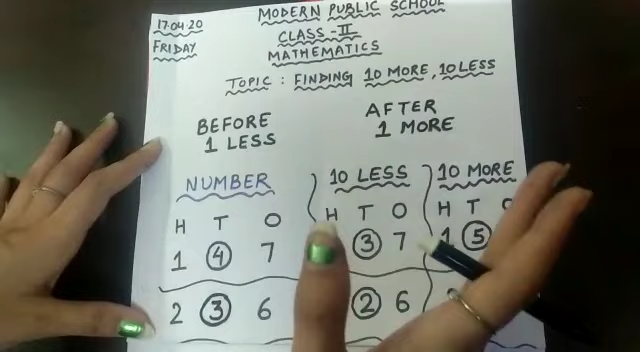 17·04·20
FRIDAY
MODERN PUBLIC SCHOOL
CLASS-II
MATHEMATICS
TOPIC : FINDING 10 MORE, 10 LESS
BEFORE
1 LESS
AFTER
1 MORE
NUMBER 10 LESS 10 MORE
H T O H T O H T O
1 4 7 3 7 1 5
2 3 6 2 6